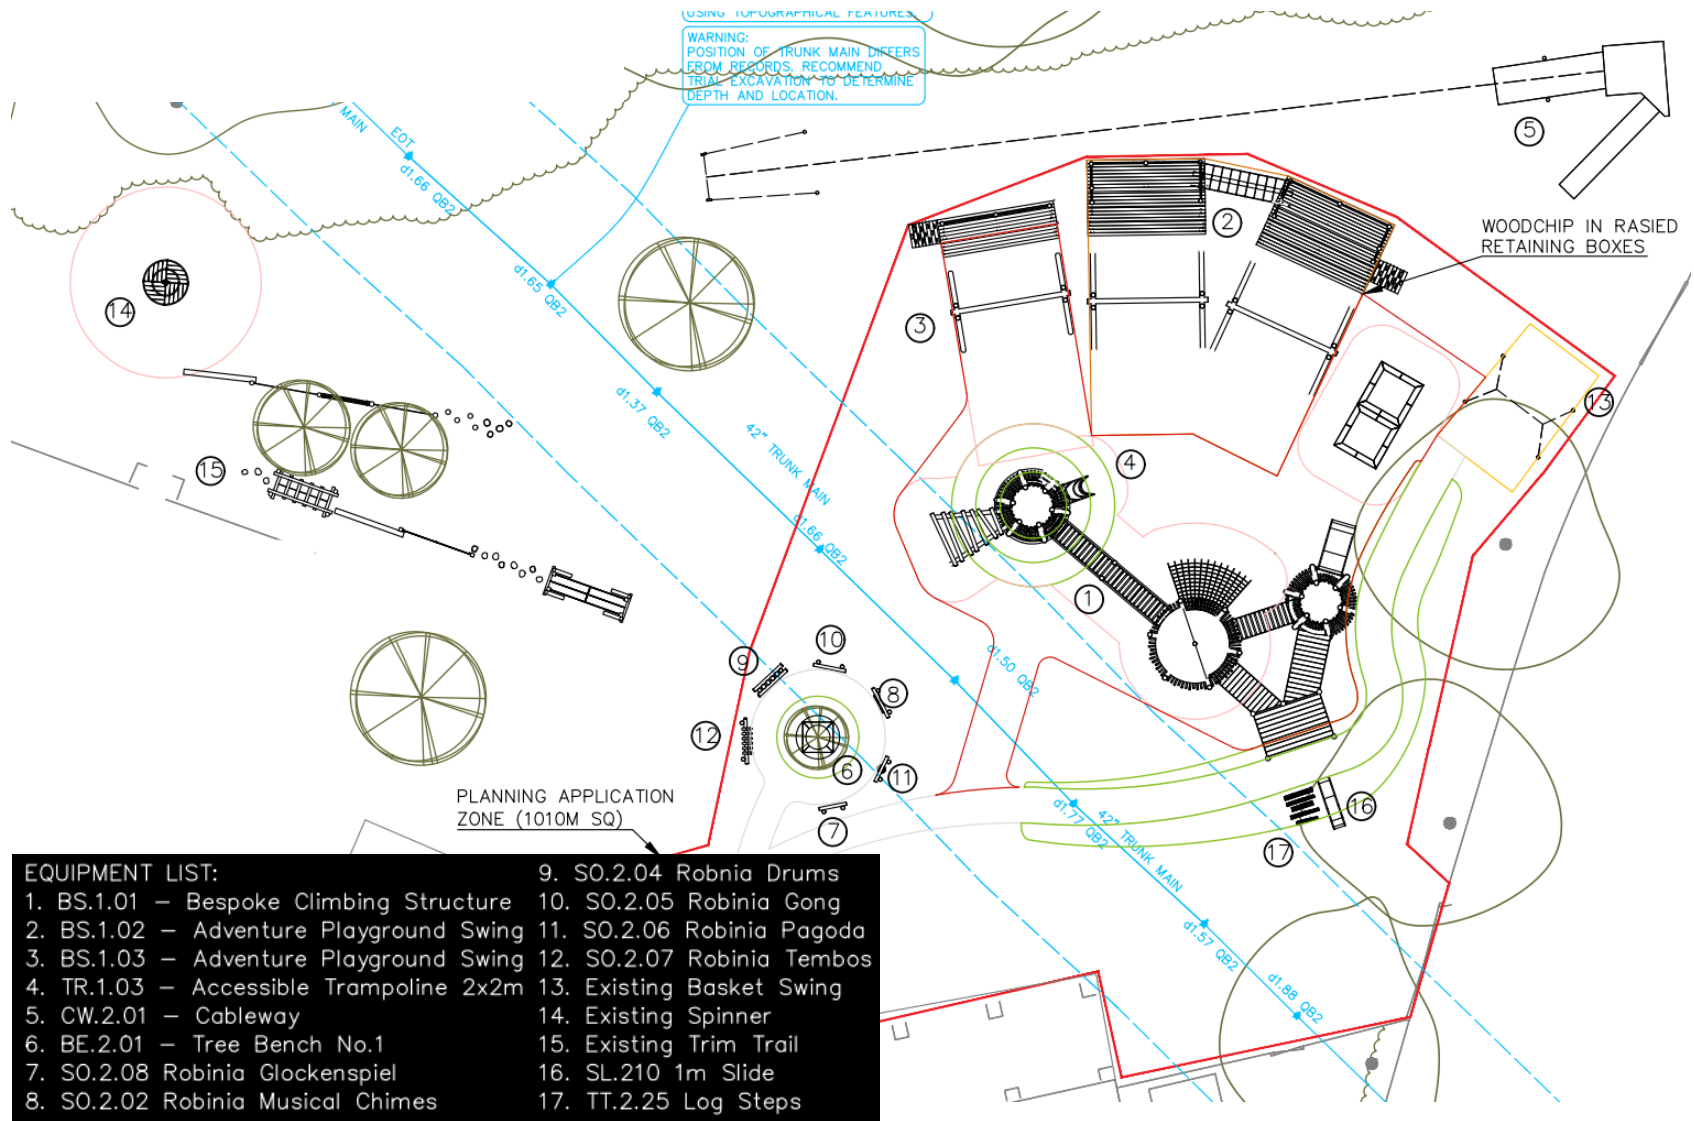 USING TOPOGRAPHICAL FEATURES.
WARNING:
POSITION OF TRUNK MAIN DIFFERS
FROM RECORDS. RECOMMEND
TRIAL EXCAVATION TO DETERMINE
DEPTH AND LOCATION.
MAIN
EOT
d1.66 QB2
5
2
WOODCHIP IN RASIED
RETAINING BOXES
d1.65 QB2
14
3
d1.37 QB2
13
42" TRUNK MAIN
15
4
d1.66 QB2
1
10
9
d1.50 QB2
8
12
6
11
PLANNING APPLICATION
ZONE (1010M SQ)
7
d1.77 QB2
42" TRUNK MAIN
16
17
d1.57 QB2
d1.88 QB2
EQUIPMENT LIST:
1. BS.1.01 – Bespoke Climbing Structure
2. BS.1.02 – Adventure Playground Swing
3. BS.1.03 – Adventure Playground Swing
4. TR.1.03 – Accessible Trampoline 2x2m
5. CW.2.01 – Cableway
6. BE.2.01 – Tree Bench No.1
7. SO.2.08 Robinia Glockenspiel
8. SO.2.02 Robinia Musical Chimes
9. SO.2.04 Robnia Drums
10. SO.2.05 Robinia Gong
11. SO.2.06 Robinia Pagoda
12. SO.2.07 Robinia Tembos
13. Existing Basket Swing
14. Existing Spinner
15. Existing Trim Trail
16. SL.210 1m Slide
17. TT.2.25 Log Steps